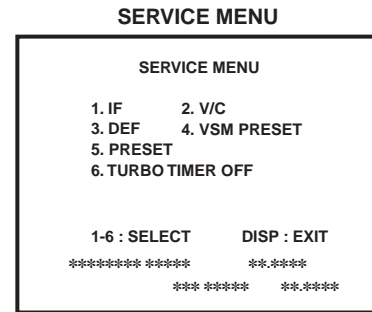 SERVICE MENU
SERVICE MENU
1. IF 2. V/C
3. DEF 4. VSM PRESET
5. PRESET
6. TURBO TIMER OFF
1-6 : SELECT DISP : EXIT
******** ***** **.****
*** ***** **.****